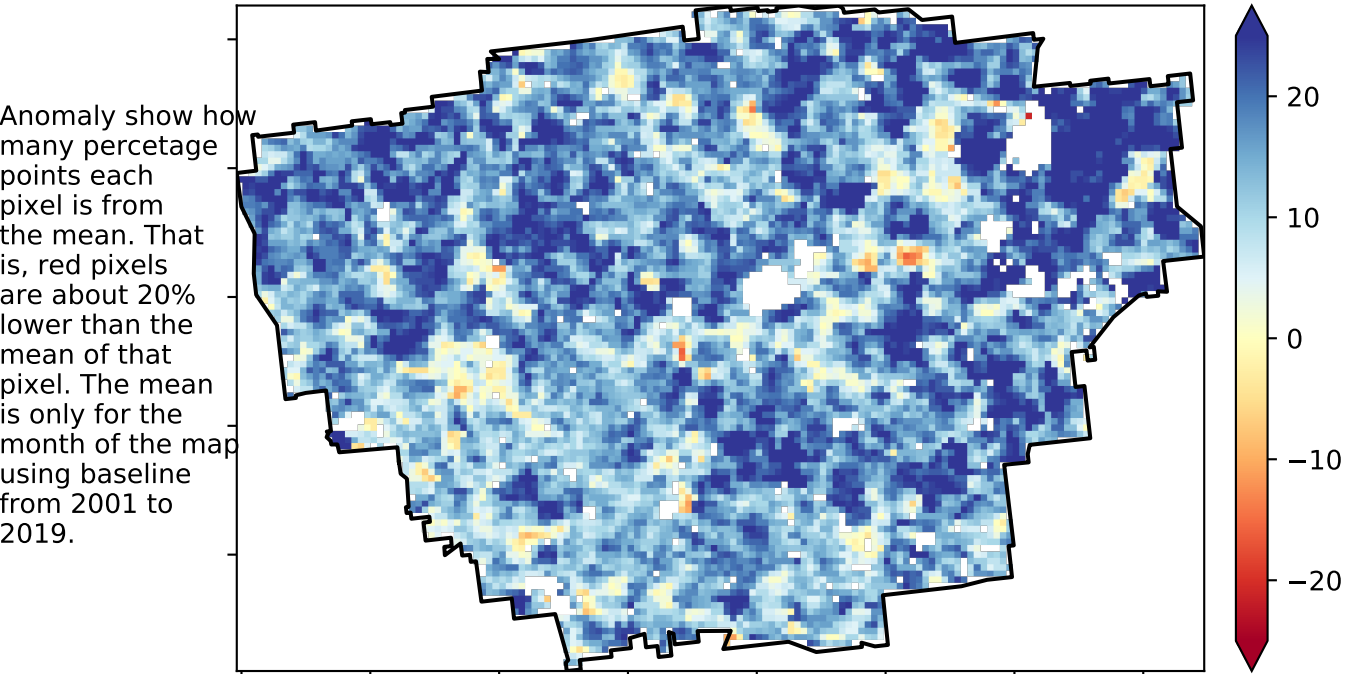 Anomaly show how
many percetage
points each
pixel is from
the mean. That
is, red pixels
are about 20%
lower than the
mean of that
pixel. The mean
is only for the
month of the map
using baseline
from 2001 to
2019.
20
10
0
−10
−20